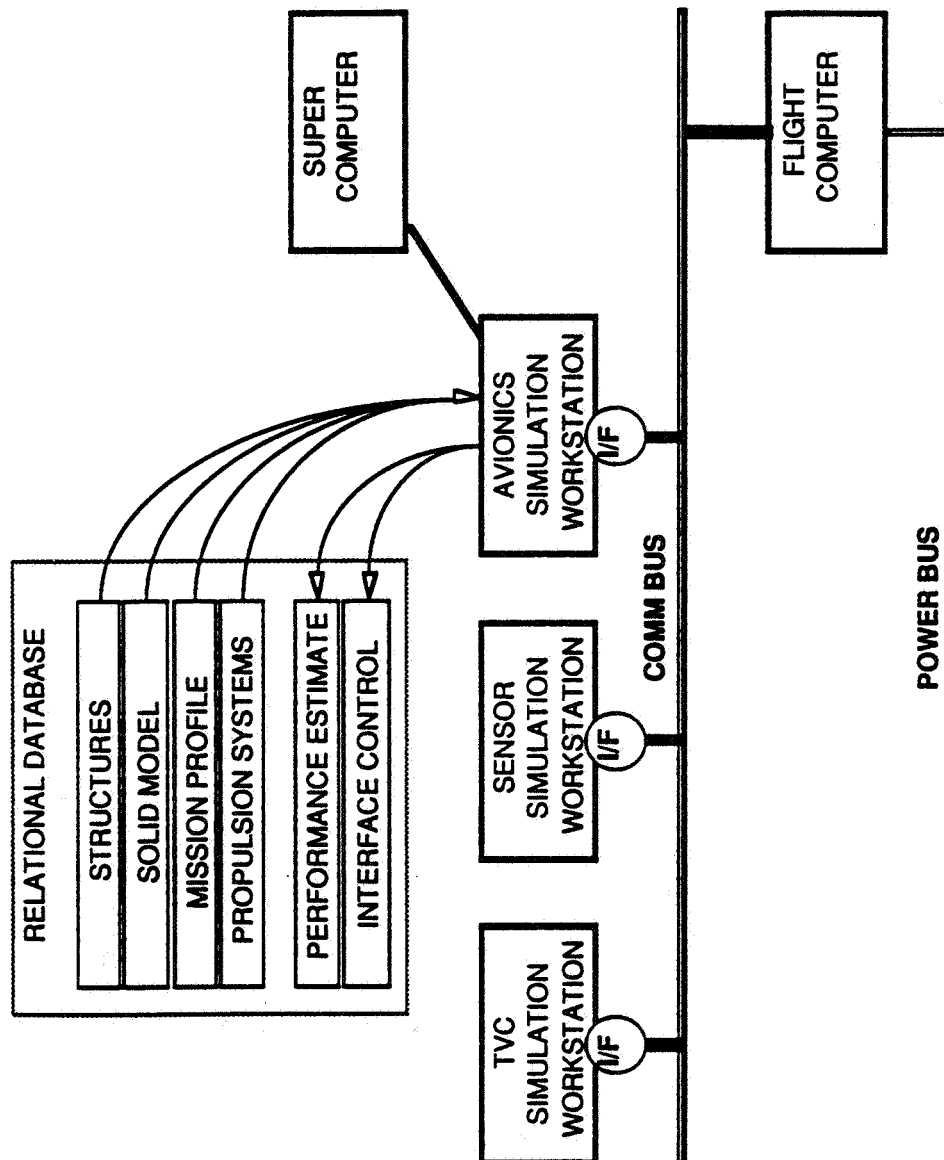 RELATIONAL DATABASE
STRUCTURES
SOLID MODEL
MISSION PROFILE
PROPULSION SYSTEMS
PERFORMANCE ESTIMATE
INTERFACE CONTROL
SUPER
COMPUTER
TVC
SIMULATION
WORKSTATION
I/F
SENSOR
SIMULATION
WORKSTATION
I/F
AVIONICS
SIMULATION
WORKSTATION
I/F
COMM BUS
FLIGHT
COMPUTER
POWER BUS